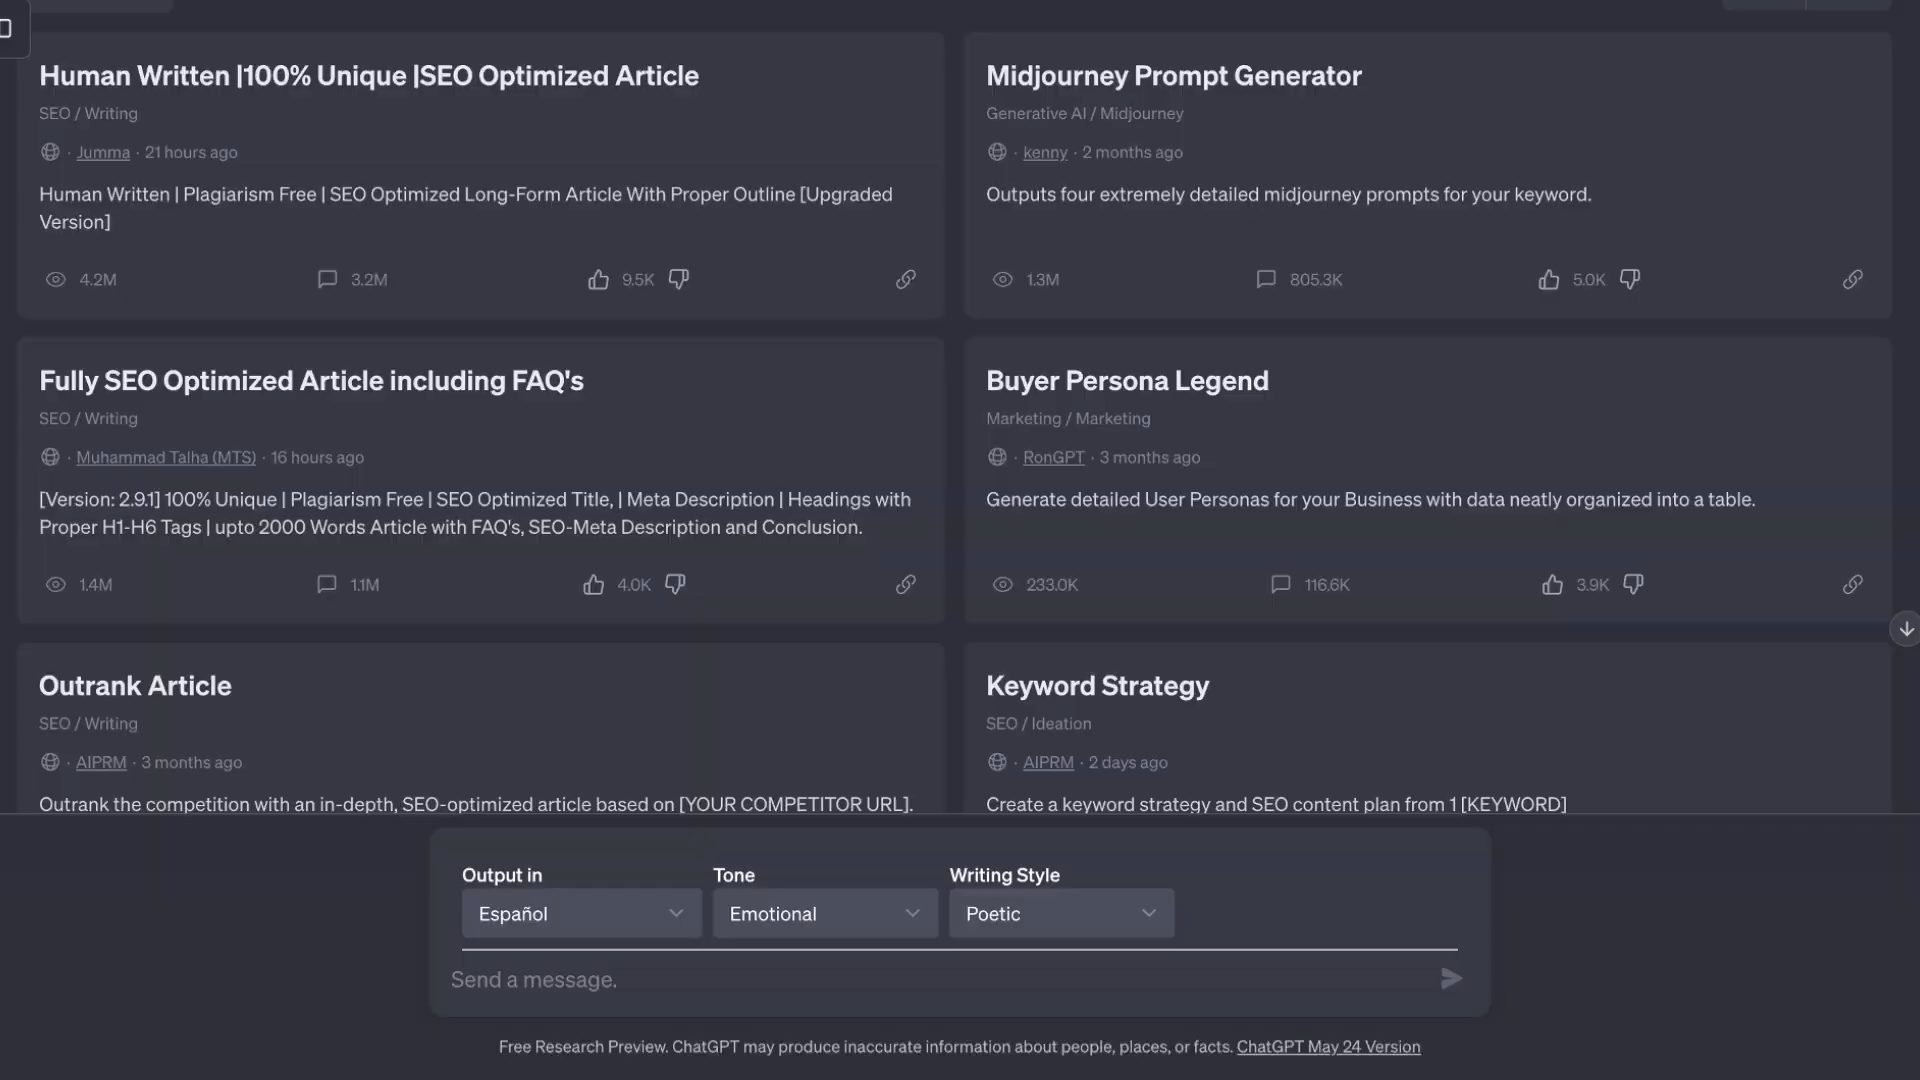 Human Written |100% Unique |SEO Optimized Article
SEO / Writing
· Jumma · 21 hours ago
Human Written | Plagiarism Free | SEO Optimized Long-Form Article With Proper Outline [Upgraded
Version]
4.2M 3.2M 9.5K
Midjourney Prompt Generator
Generative AI / Midjourney
· kenny · 2 months ago
Outputs four extremely detailed midjourney prompts for your keyword.
1.3M 805.3K 5.0K
Fully SEO Optimized Article including FAQ's
SEO / Writing
· Muhammad Talha (MTS) · 16 hours ago
[Version: 2.9.1] 100% Unique | Plagiarism Free | SEO Optimized Title, | Meta Description | Headings with
Proper H1-H6 Tags | upto 2000 Words Article with FAQ's, SEO-Meta Description and Conclusion.
1.4M 1.1M 4.0K
Buyer Persona Legend
Marketing / Marketing
· RonGPT · 3 months ago
Generate detailed User Personas for your Business with data neatly organized into a table.
233.0K 116.6K 3.9K
Outrank Article
SEO / Writing
· AIPRM · 3 months ago
Outrank the competition with an in-depth, SEO-optimized article based on [YOUR COMPETITOR URL].
Keyword Strategy
SEO / Ideation
· AIPRM · 2 days ago
Create a keyword strategy and SEO content plan from 1 [KEYWORD]
Output in Tone Writing Style
Español Emotional Poetic
Send a message.
Free Research Preview. ChatGPT may produce inaccurate information about people, places, or facts. ChatGPT May 24 Version